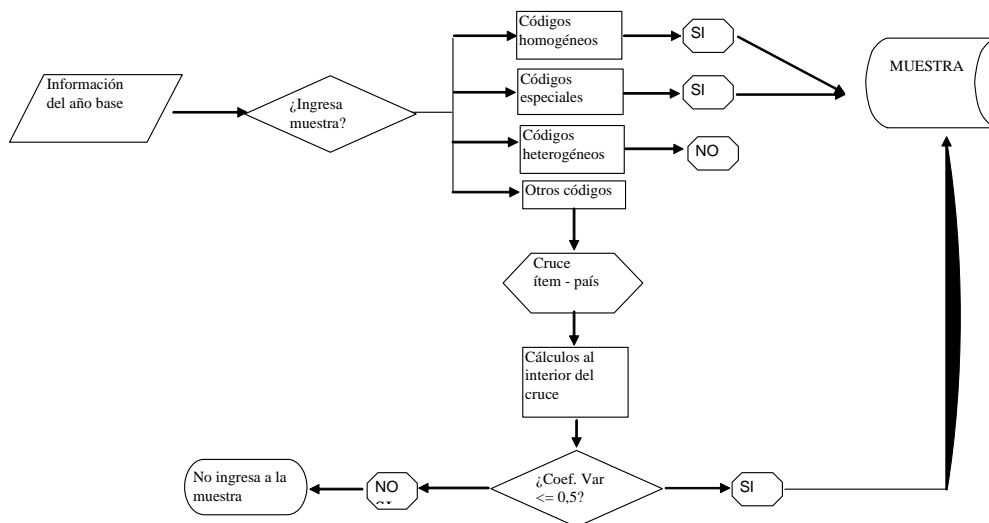 Códigos
homogéneos
SI
MUESTRA
Información
del año base
¿Ingresa
muestra?
Códigos
especiales
SI
Códigos
heterogéneos
NO
Otros códigos
Cruce
ítem - país
Cálculos al
interior del
cruce
¿Coef. Var
<= 0,5?
SI
NO
No ingresa a la
muestra